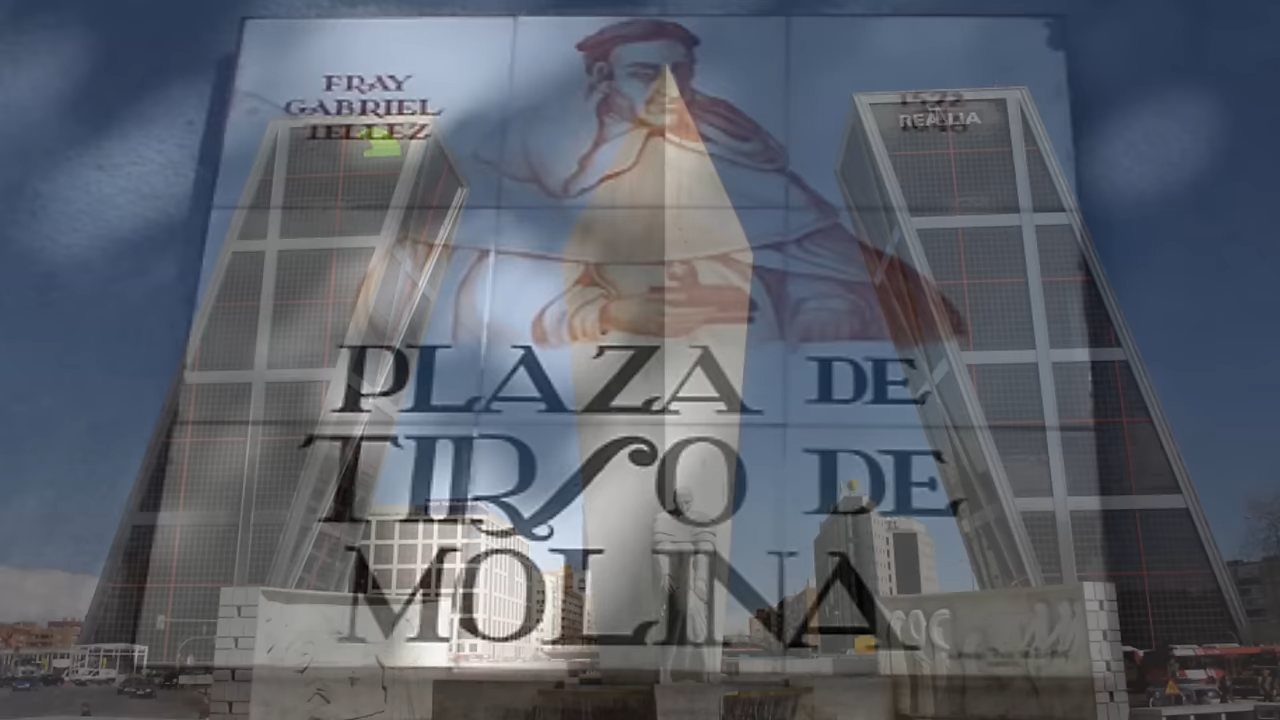 FRAY
GABRIEL
TELLEZ
REALIA
PLAZA DE
TIRSO DE
MOLINA